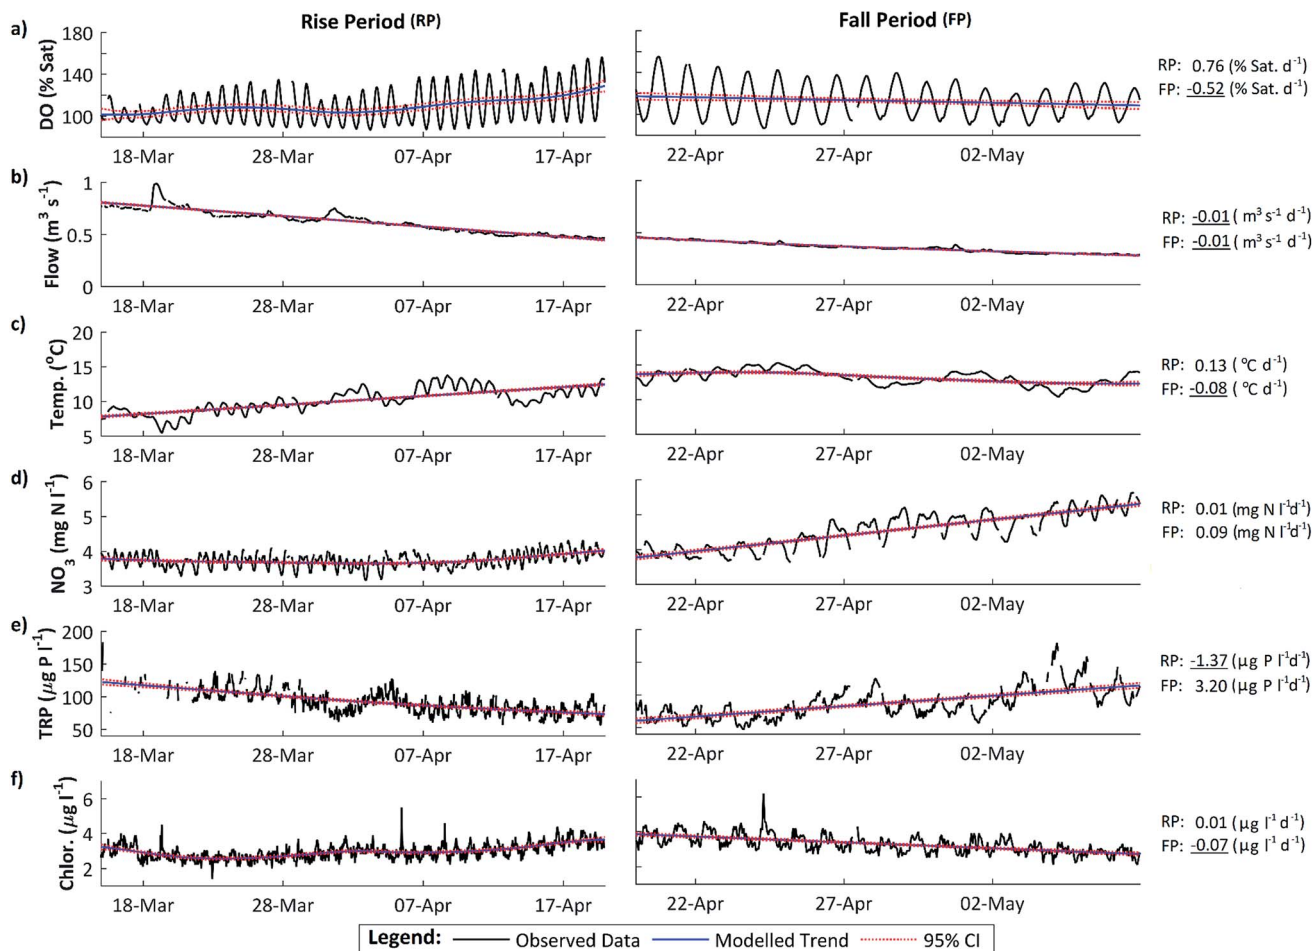 Rise Period (RP) Fall Period (FP)
a)
DO (% Sat)
180
140
100
18-Mar 28-Mar 07-Apr 17-Apr
22-Apr 27-Apr 02-May
RP: 0.76 (% Sat. d⁻¹)
FP: -0.52 (% Sat. d⁻¹)
b)
Flow (m³ s⁻¹)
1
0.5
0
18-Mar 28-Mar 07-Apr 17-Apr
22-Apr 27-Apr 02-May
RP: -0.01 ( m³ s⁻¹ d⁻¹)
FP: -0.01 ( m³ s⁻¹ d⁻¹)
c)
Temp. (°C)
20
15
10
5
18-Mar 28-Mar 07-Apr 17-Apr
22-Apr 27-Apr 02-May
RP: 0.13 ( °C d⁻¹)
FP: -0.08 ( °C d⁻¹)
d)
NO₃ (mg N l⁻¹)
6
5
4
3
18-Mar 28-Mar 07-Apr 17-Apr
22-Apr 27-Apr 02-May
RP: 0.01 (mg N l⁻¹d⁻¹)
FP: 0.09 (mg N l⁻¹d⁻¹)
e)
TRP (µg P l⁻¹)
200
150
100
50
18-Mar 28-Mar 07-Apr 17-Apr
22-Apr 27-Apr 02-May
RP: -1.37 (µg P l⁻¹d⁻¹)
FP: 3.20 (µg P l⁻¹d⁻¹)
f)
Chlor. (µg l⁻¹)
6
4
2
18-Mar 28-Mar 07-Apr 17-Apr
22-Apr 27-Apr 02-May
RP: 0.01 (µg l⁻¹ d⁻¹)
FP: -0.07 (µg l⁻¹ d⁻¹)
Legend: Observed Data Modelled Trend 95% CI